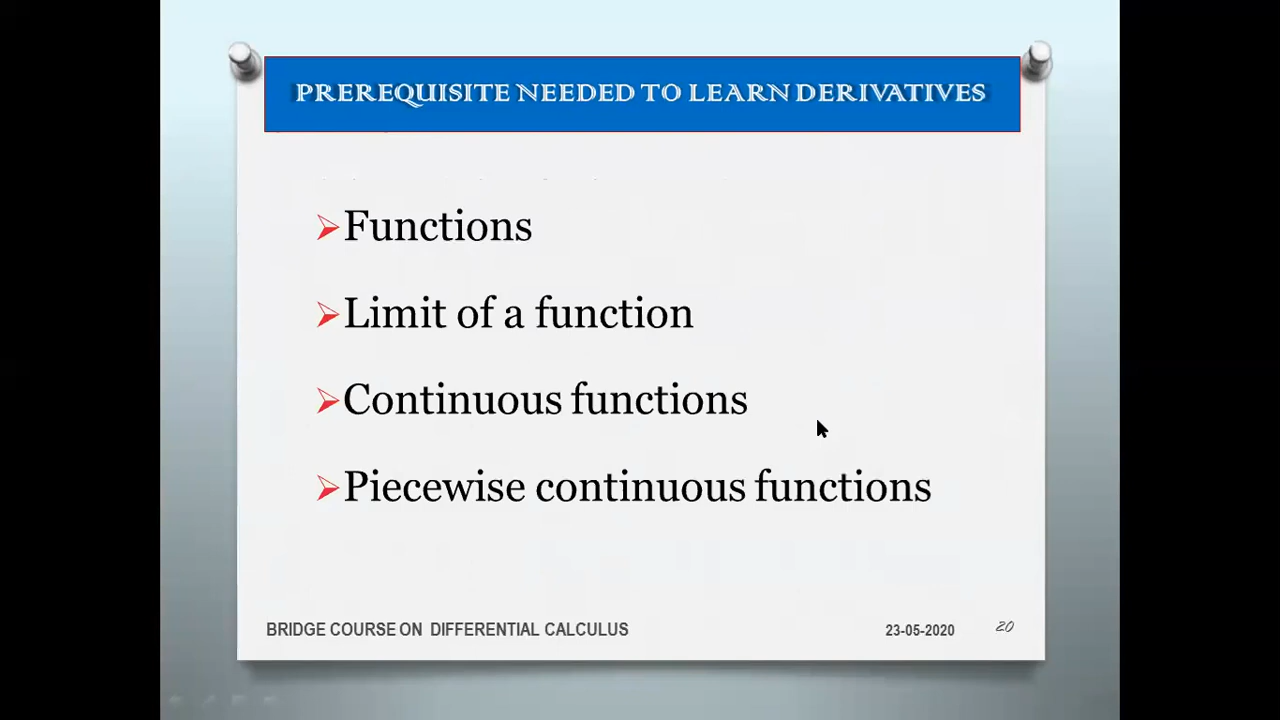 PREREQUISITE NEEDED TO LEARN DERIVATIVES
Functions
Limit of a function
Continuous functions
Piecewise continuous functions
BRIDGE COURSE ON DIFFERENTIAL CALCULUS 23-05-2020 20